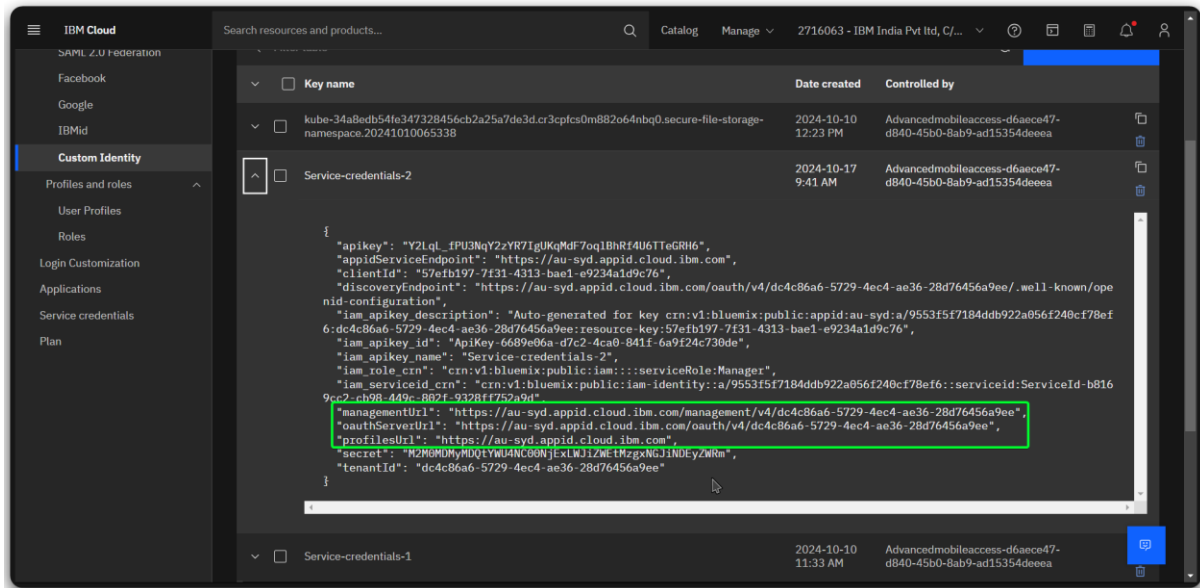 IBM Cloud
Search resources and products...
Catalog
Manage
2716063 - IBM India Pvt ltd, C/...
SAML 2.0 Federation
Facebook
Google
IBMid
Custom Identity
Profiles and roles
User Profiles
Roles
Login Customization
Applications
Service credentials
Plan
Key name
Date created
Controlled by
kube-34a8edb54fe347328456cb2a25a7de3d.cr3cpfcs0m882o64nbq0.secure-file-storage-
namespace.20241010065338
2024-10-10
12:23 PM
Advancedmobileaccess-d6aece47-
d840-45b0-8ab9-ad15354deeea
Service-credentials-2
2024-10-17
9:41 AM
Advancedmobileaccess-d6aece47-
d840-45b0-8ab9-ad15354deeea
{
"apikey": "Y2LqL_fPU3NqY2zYR7IgUKqMdF7oqlBhRf4U6TTeGRH6",
"appidServiceEndpoint": "https://au-syd.appid.cloud.ibm.com",
"clientId": "57efb197-7f31-4313-bae1-e9234a1d9c76",
"discoveryEndpoint": "https://au-syd.appid.cloud.ibm.com/oauth/v4/dc4c86a6-5729-4ec4-ae36-28d76456a9ee/.well-known/ope
nid-configuration",
"iam_apikey_description": "Auto-generated for key crn:v1:bluemix:public:appid:au-syd:a/9553f5f7184ddb922a056f240cf78ef
6:dc4c86a6-5729-4ec4-ae36-28d76456a9ee:resource-key:57efb197-7f31-4313-bae1-e9234a1d9c76",
"iam_apikey_id": "ApiKey-6689e06a-d7c2-4ca0-841f-6a9f24c730de",
"iam_apikey_name": "Service-credentials-2",
"iam_role_crn": "crn:v1:bluemix:public:iam::::serviceRole:Manager",
"iam_serviceid_crn": "crn:v1:bluemix:public:iam-identity::a/9553f5f7184ddb922a056f240cf78ef6::serviceid:ServiceId-b816
9cc2-cb98-449c-802f-9328ff752a9d",
"managementUrl": "https://au-syd.appid.cloud.ibm.com/management/v4/dc4c86a6-5729-4ec4-ae36-28d76456a9ee",
"oauthServerUrl": "https://au-syd.appid.cloud.ibm.com/oauth/v4/dc4c86a6-5729-4ec4-ae36-28d76456a9ee",
"profilesUrl": "https://au-syd.appid.cloud.ibm.com",
"secret": "M2M0MDMyMDQtYWU4NC00NjExLWJiZWEtMzgxNGJiNDEyZWRm",
"tenantId": "dc4c86a6-5729-4ec4-ae36-28d76456a9ee"
}
Service-credentials-1
2024-10-10
11:33 AM
Advancedmobileaccess-d6aece47-
d840-45b0-8ab9-ad15354deeea